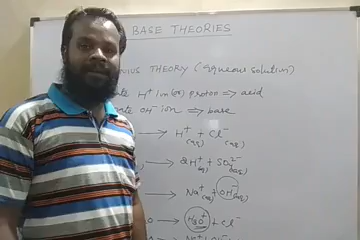 BASE THEORIES
THEORY (aqueous solution)
H⁺ ion (or) proton ⇒ acid
OH⁻ ion ⇒ base
→ H⁺(aq) + Cl⁻(aq)
→ 2H⁺(aq) + SO₄²⁻(aq)
→ Na⁺(aq) + OH⁻(aq)
→ H₃O⁺ + Cl⁻